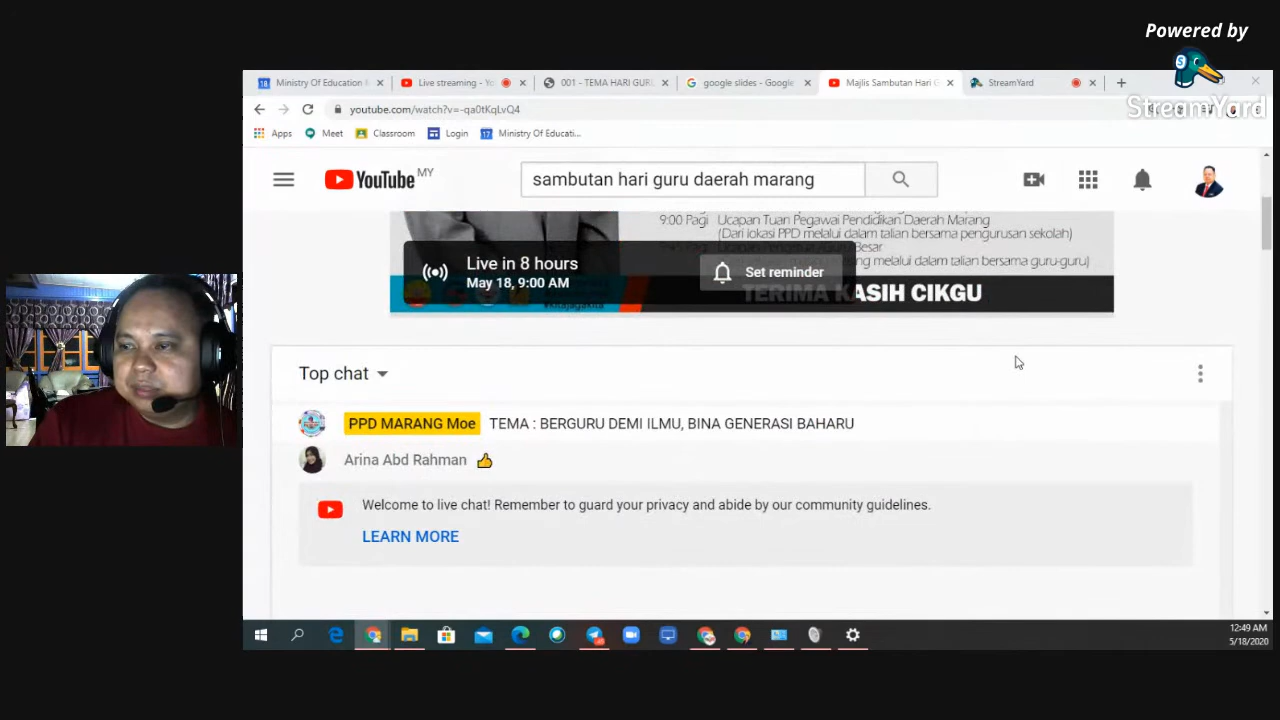 Powered by
StreamYard
Ministry Of Education
Live streaming - Yo
001 - TEMA HARI GURU
google slides - Google
Majlis Sambutan Hari G
StreamYard
youtube.com/watch?v=-qa0tKqLvQ4
Apps Meet Classroom Login Ministry Of Educati...
YouTube MY
sambutan hari guru daerah marang
9:00 Pagi Ucapan Tuan Pegawai Pendidikan Daerah Marang
(Dari lokasi PPD melalui dalam talian bersama pengurusan sekolah)
Besar
melalui dalam talian bersama guru-guru)
Live in 8 hours
May 18, 9:00 AM
Set reminder
TERIMA KASIH CIKGU
Top chat
PPD MARANG Moe TEMA : BERGURU DEMI ILMU, BINA GENERASI BAHARU
Arina Abd Rahman
Welcome to live chat! Remember to guard your privacy and abide by our community guidelines.
LEARN MORE
12:49 AM
5/18/2020